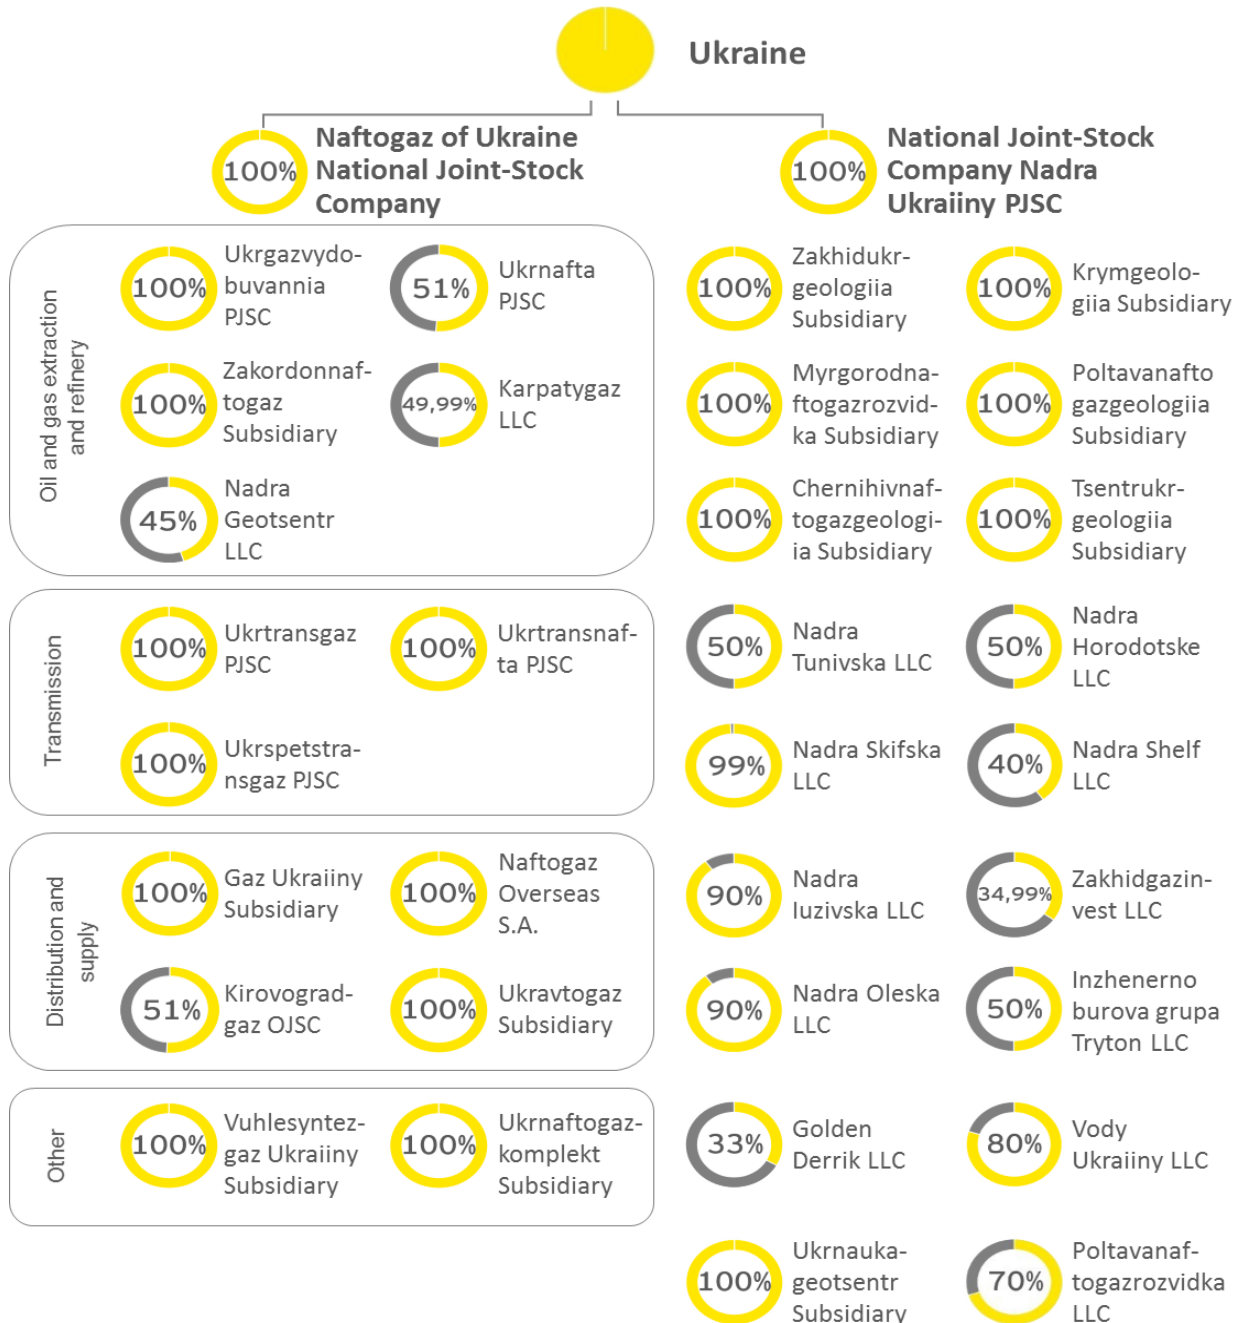 Ukraine
100%
Naftogaz of Ukraine
National Joint-Stock
Company
100%
National Joint-Stock
Company Nadra
Ukraiiny PJSC
Oil and gas extraction
and refinery
100%
Ukrgazvydo-
buvannia
PJSC
51%
Ukrnafta
PJSC
100%
Zakordonnaf-
togaz
Subsidiary
49,99%
Karpatygaz
LLC
45%
Nadra
Geotsentr
LLC
Transmission
100%
Ukrtransgaz
PJSC
100%
Ukrtransnaf-
ta PJSC
100%
Ukrspetstra-
nsgaz PJSC
Distribution and
supply
100%
Gaz Ukraiiny
Subsidiary
100%
Naftogaz
Overseas
S.A.
51%
Kirovograd-
gaz OJSC
100%
Ukravtogaz
Subsidiary
Other
100%
Vuhlesyntez-
gaz Ukraiiny
Subsidiary
100%
Ukrnaftogaz-
komplekt
Subsidiary
100%
Zakhidukr-
geologiia
Subsidiary
100%
Krymgeolo-
giia Subsidiary
100%
Myrgorodna-
ftogazrozvid-
ka Subsidiary
100%
Poltavanafto
gazgeologiia
Subsidiary
100%
Chernihivnaf-
togazgeologi-
ia Subsidiary
100%
Tsentrukr-
geologiia
Subsidiary
50%
Nadra
Tunivska LLC
50%
Nadra
Horodotske
LLC
99%
Nadra Skifska
LLC
40%
Nadra Shelf
LLC
90%
Nadra
Iuzivska LLC
34,99%
Zakhidgazin-
vest LLC
90%
Nadra Oleska
LLC
50%
Inzhenerno
burova grupa
Tryton LLC
33%
Golden
Derrik LLC
80%
Vody
Ukraiiny LLC
100%
Ukrnauka-
geotsentr
Subsidiary
70%
Poltavanaf-
togazrozvidka
LLC